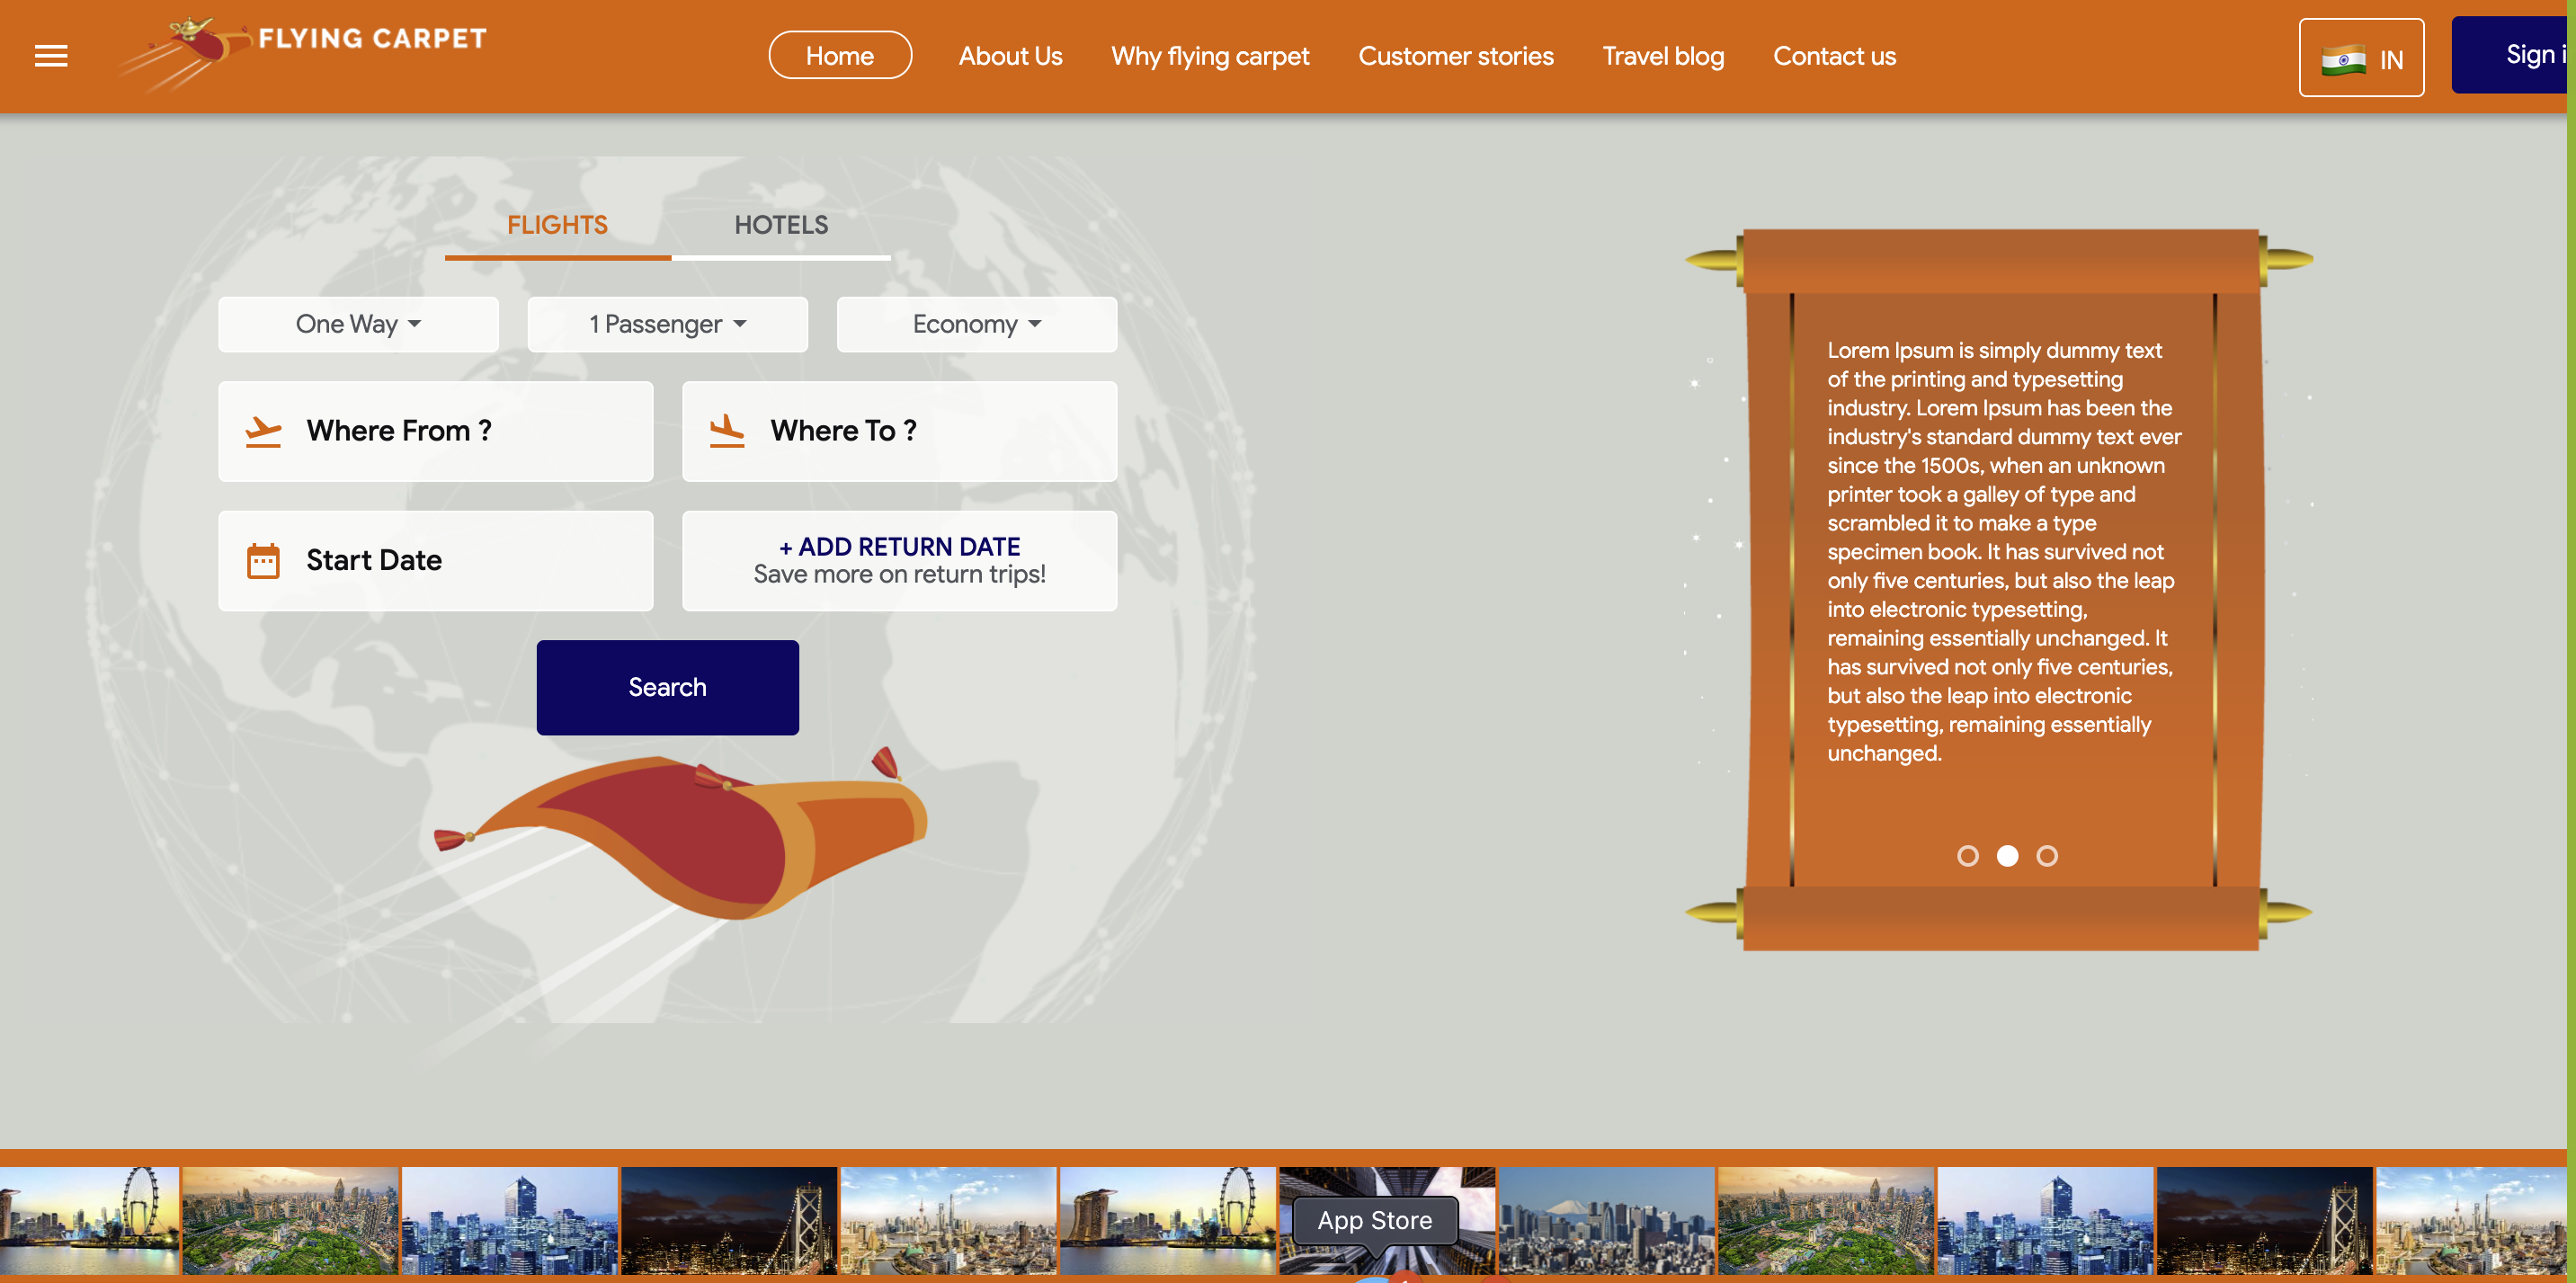 FLYING CARPET
Home
About Us
Why flying carpet
Customer stories
Travel blog
Contact us
IN
Sign
FLIGHTS
HOTELS
One Way
1 Passenger
Economy
Where From ?
Where To ?
Start Date
+ ADD RETURN DATE
Save more on return trips!
Search
Lorem Ipsum is simply dummy text
of the printing and typesetting
industry. Lorem Ipsum has been the
industry's standard dummy text ever
since the 1500s, when an unknown
printer took a galley of type and
scrambled it to make a type
specimen book. It has survived not
only five centuries, but also the leap
into electronic typesetting,
remaining essentially unchanged. It
has survived not only five centuries,
but also the leap into electronic
typesetting, remaining essentially
unchanged.
App Store